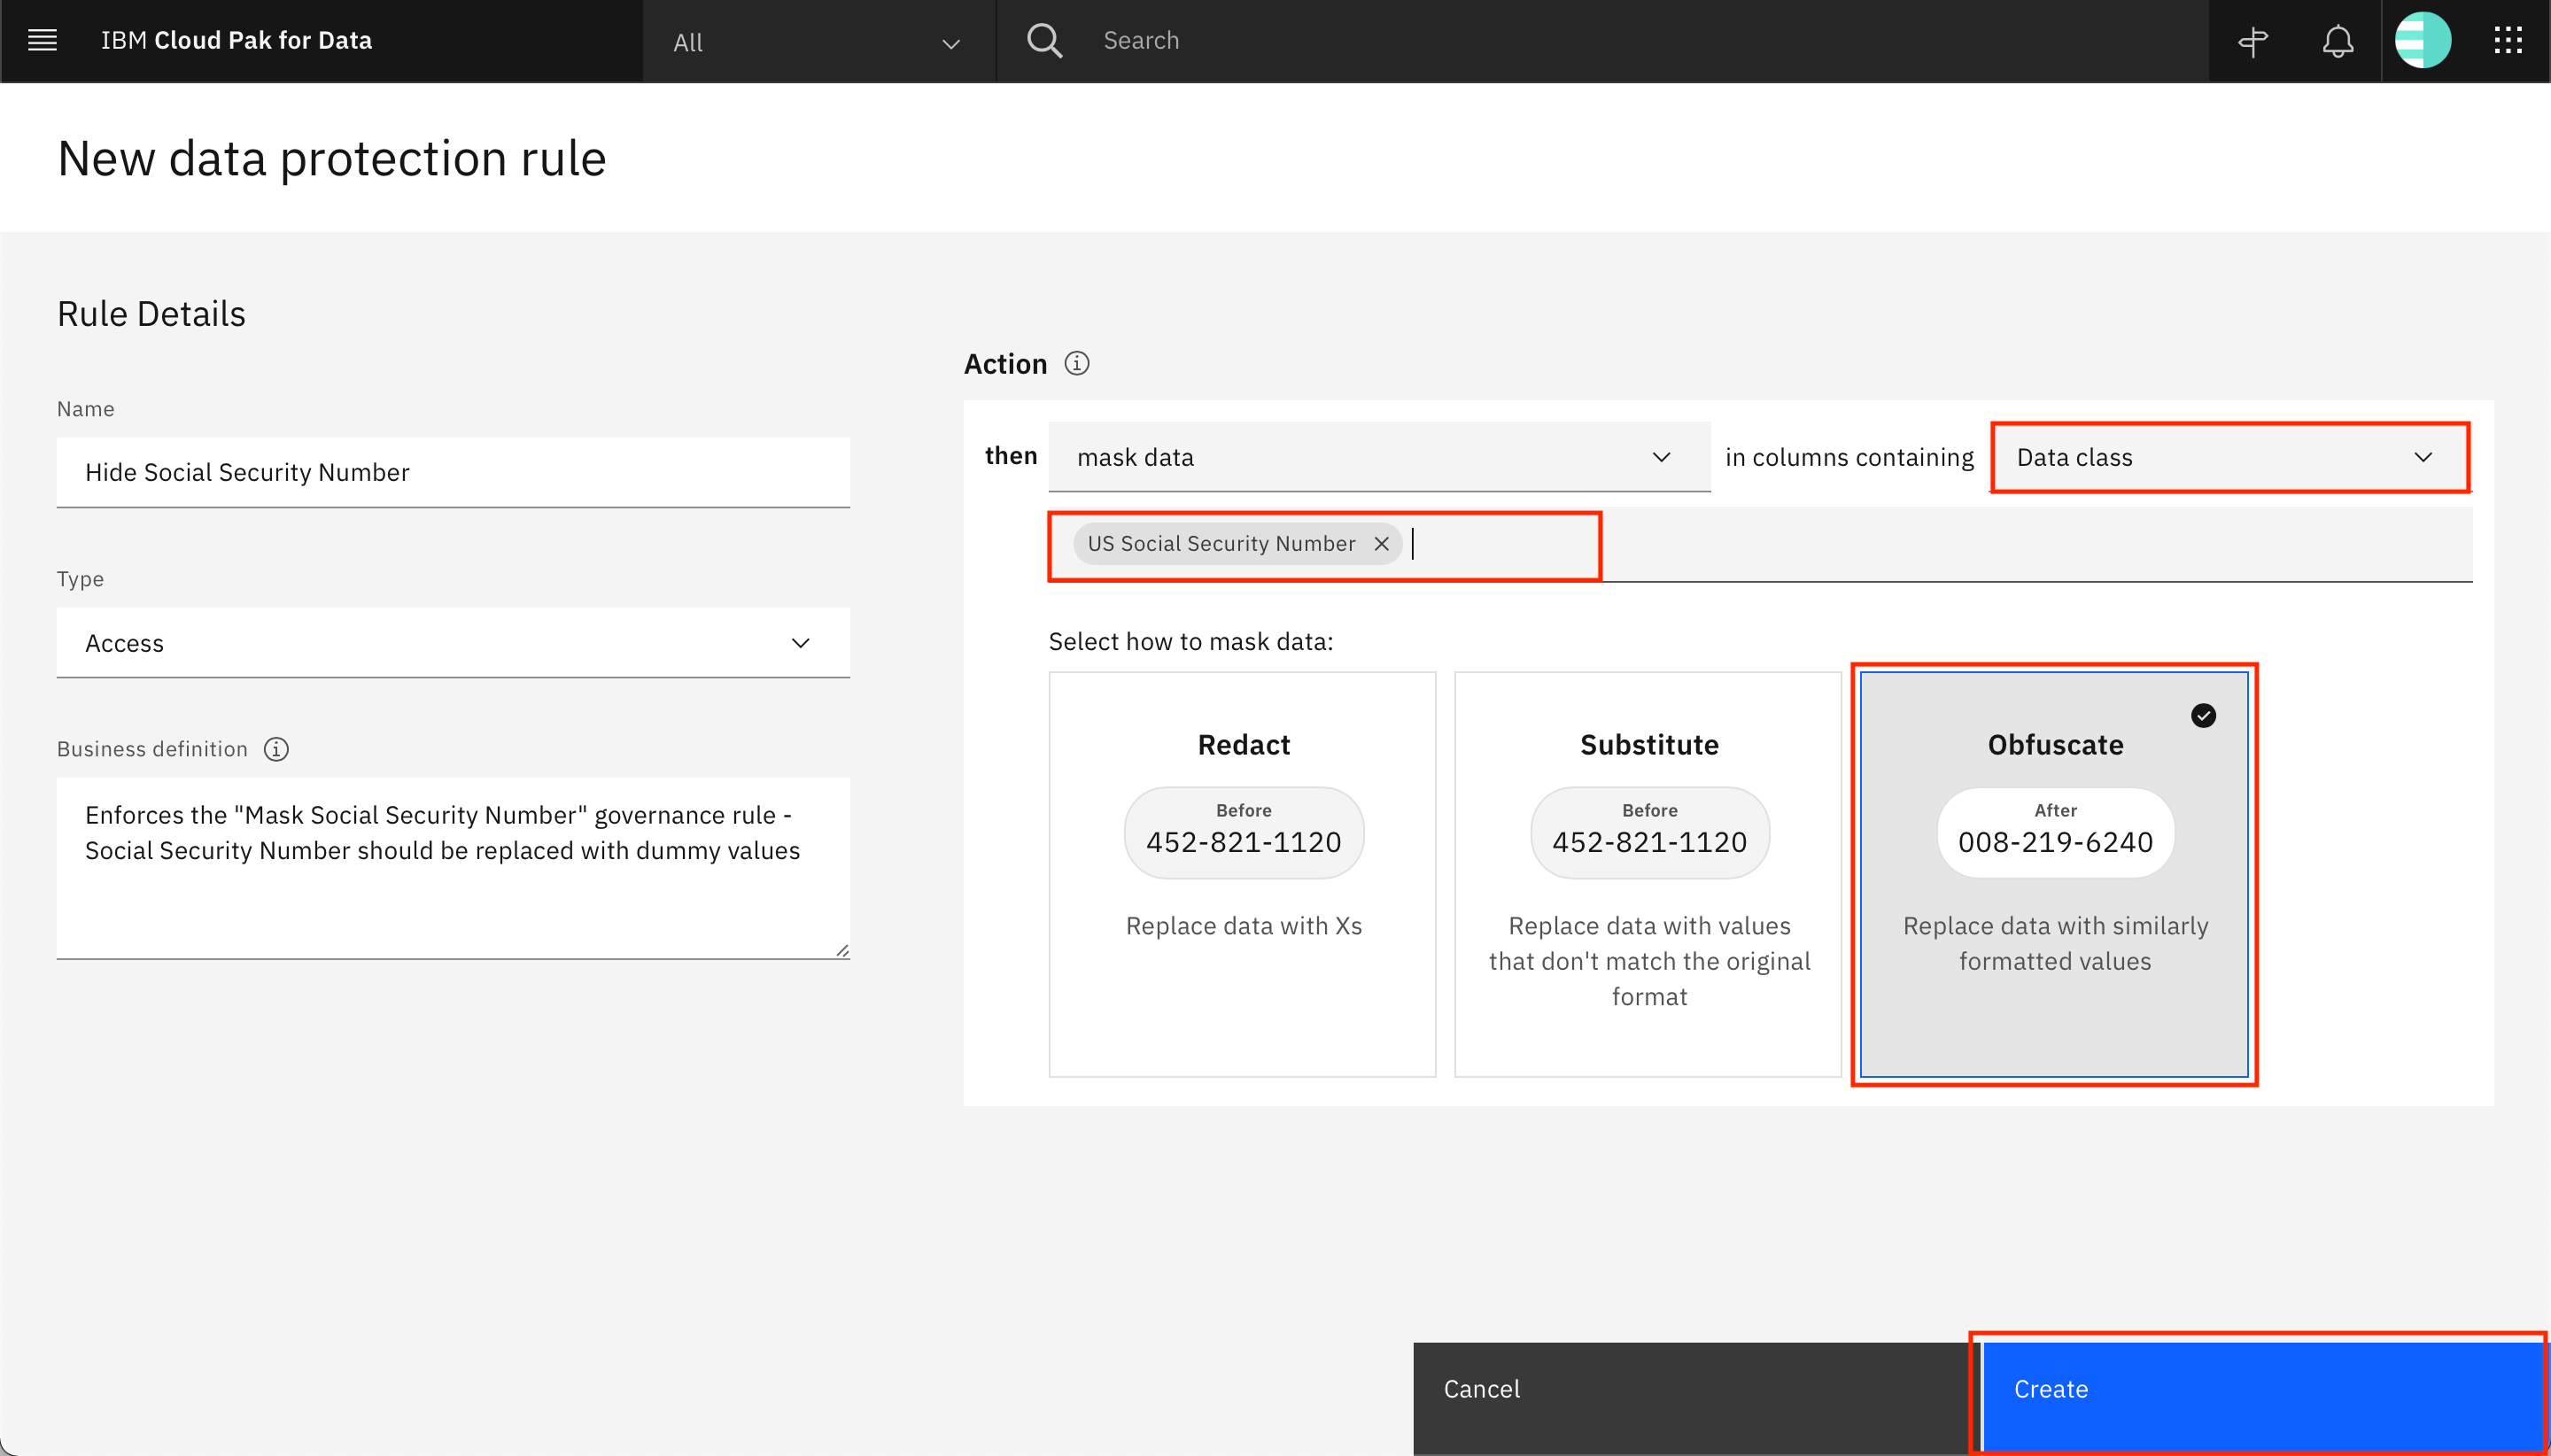 IBM Cloud Pak for Data
All
Search
New data protection rule
Rule Details
Name
Hide Social Security Number
Type
Access
Business definition
Enforces the "Mask Social Security Number" governance rule -
Social Security Number should be replaced with dummy values
Action
then
mask data
in columns containing
Data class
US Social Security Number
Select how to mask data:
Redact
Before
452-821-1120
Replace data with Xs
Substitute
Before
452-821-1120
Replace data with values
that don't match the original
format
Obfuscate
After
008-219-6240
Replace data with similarly
formatted values
Cancel
Create